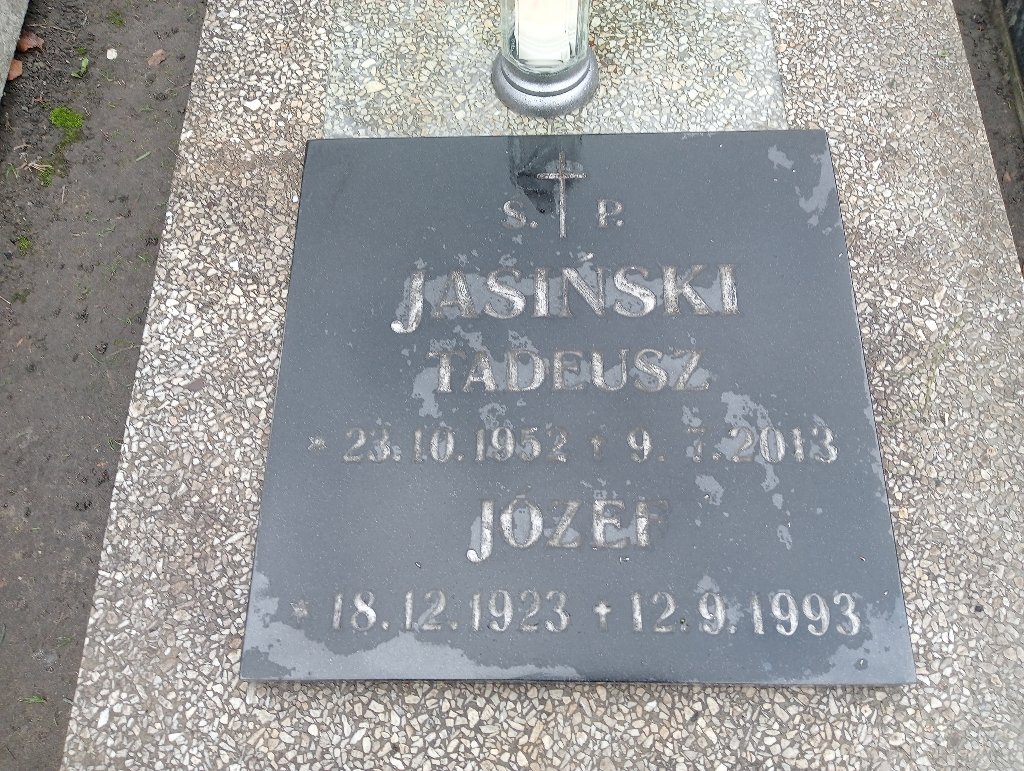 S. P.
JASIŃSKI
TADEUSZ
* 23.10.1952 † 9. 7.2013
JÓZEF
* 18.12.1923 † 12.9.1993